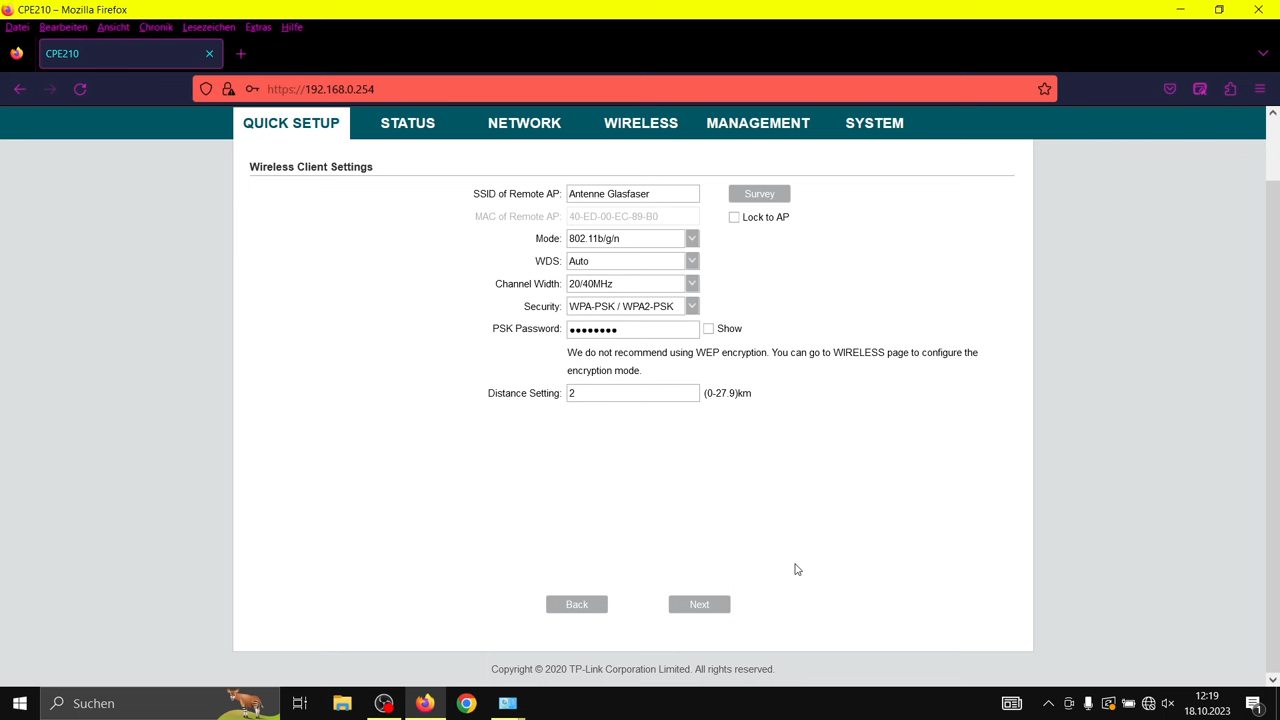 CPE210 – Mozilla Firefox
Datei Bearbeiten Ansicht Chronik Lesezeichen Extras Hilfe
CPE210
https://192.168.0.254
QUICK SETUP STATUS NETWORK WIRELESS MANAGEMENT SYSTEM
Wireless Client Settings
SSID of Remote AP: Antenne Glasfaser Survey
MAC of Remote AP: 40-ED-00-EC-89-B0 Lock to AP
Mode: 802.11b/g/n
WDS: Auto
Channel Width: 20/40MHz
Security: WPA-PSK / WPA2-PSK
PSK Password: ●●●●●●●● Show
We do not recommend using WEP encryption. You can go to WIRELESS page to configure the
encryption mode.
Distance Setting: 2 (0-27.9)km
Back Next
Copyright © 2020 TP-Link Corporation Limited. All rights reserved.
Suchen
12:19
18.10.2023
1